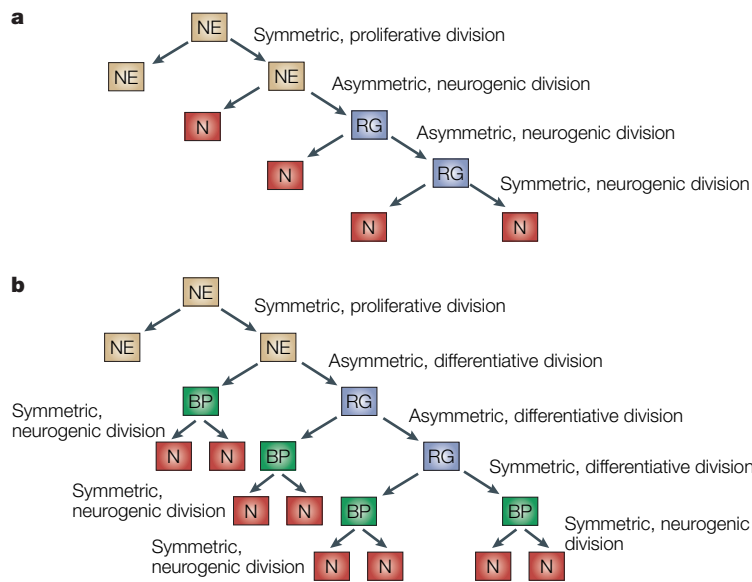 a
NE
Symmetric, proliferative division
NE
NE
Asymmetric, neurogenic division
N
RG
Asymmetric, neurogenic division
N
RG
Symmetric, neurogenic division
N
N
b
NE
Symmetric, proliferative division
NE
NE
Asymmetric, differentiative division
BP
RG
Symmetric,
neurogenic division
Asymmetric, differentiative division
N
N
BP
RG
Symmetric, differentiative division
Symmetric,
neurogenic division
N
N
BP
BP
Symmetric, neurogenic
division
Symmetric,
neurogenic division
N
N
N
N